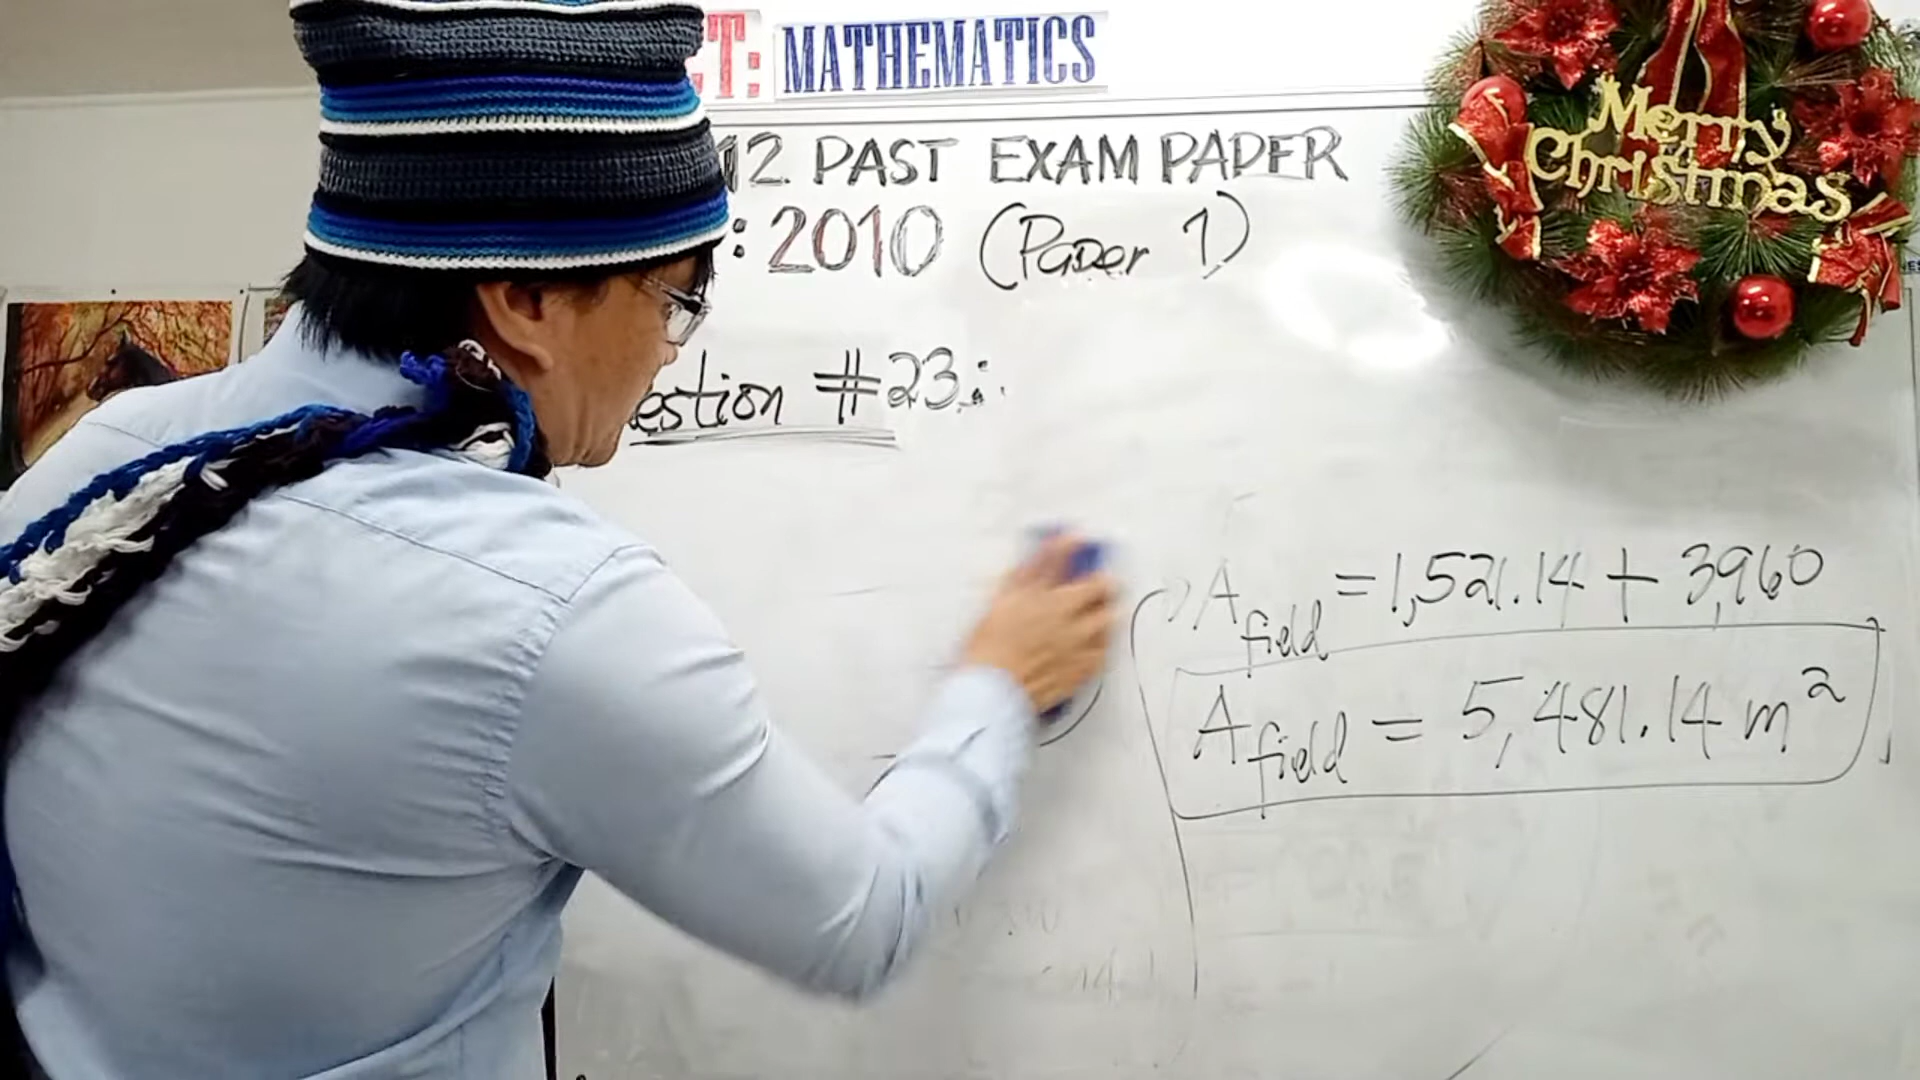 T: MATHEMATICS
12 PAST EXAM PAPER
: 2010 (Paper 1)
estion #23:
A field = 1,521.14 + 3,960
A field = 5,481.14 m²
Merry
Christmas